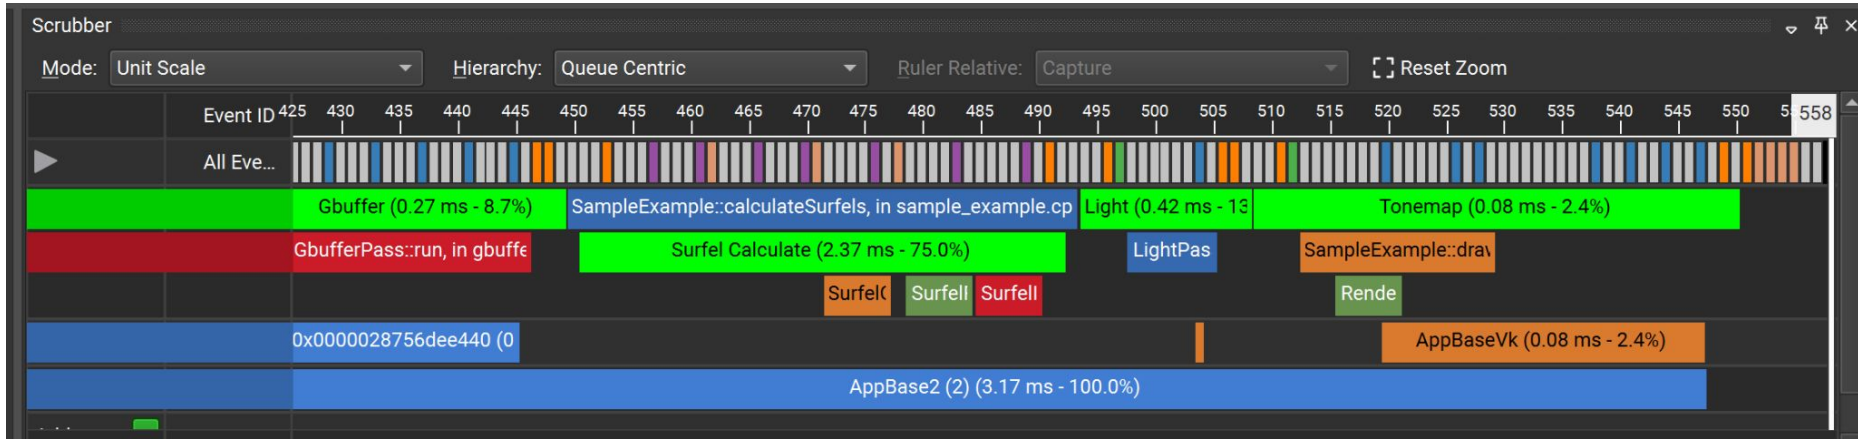 Scrubber
Mode: Unit Scale Hierarchy: Queue Centric Ruler Relative: Capture Reset Zoom
Event ID 425 430 435 440 445 450 455 460 465 470 475 480 485 490 495 500 505 510 515 520 525 530 535 540 545 550 558
All Eve...
Gbuffer (0.27 ms - 8.7%) SampleExample::calculateSurfels, in sample_example.cp Light (0.42 ms - 13 Tonemap (0.08 ms - 2.4%)
GbufferPass::run, in gbuffe Surfel Calculate (2.37 ms - 75.0%) LightPas SampleExample::drav
Surfel( Surfell Surfell Rende
0x0000028756dee440 (0 AppBaseVk (0.08 ms - 2.4%)
AppBase2 (2) (3.17 ms - 100.0%)